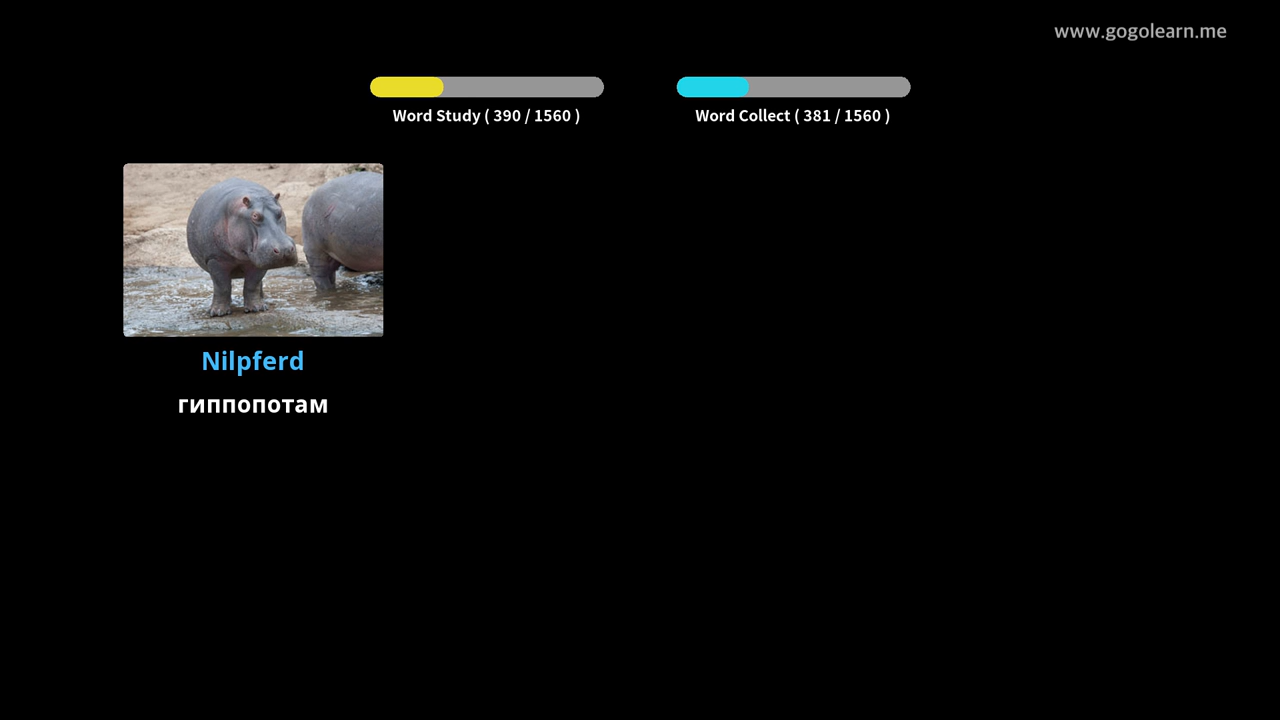 www.gogolearn.me
Word Study ( 390 / 1560 )
Word Collect ( 381 / 1560 )
Nilpferd
гиппопотам